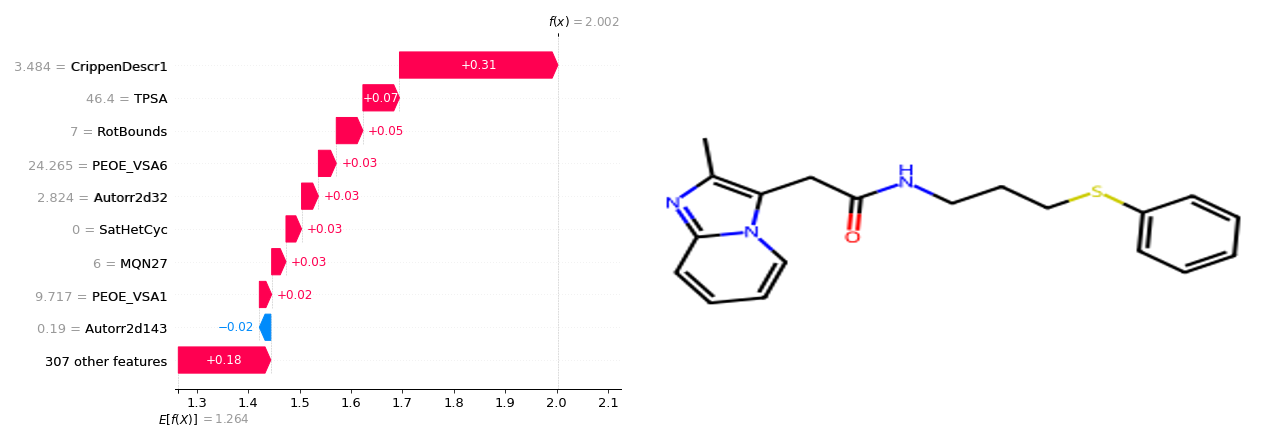 f(x) = 2.002
3.484 = CrippenDescr1
+0.31
46.4 = TPSA
+0.07
7 = RotBounds
+0.05
24.265 = PEOE_VSA6
+0.03
2.824 = Autorr2d32
+0.03
0 = SatHetCyc
+0.03
6 = MQN27
+0.03
9.717 = PEOE_VSA1
+0.02
0.19 = Autorr2d143
−0.02
307 other features
+0.18
1.3 1.4 1.5 1.6 1.7 1.8 1.9 2.0 2.1
E[f(X)] = 1.264
H
N
S
N
N
O